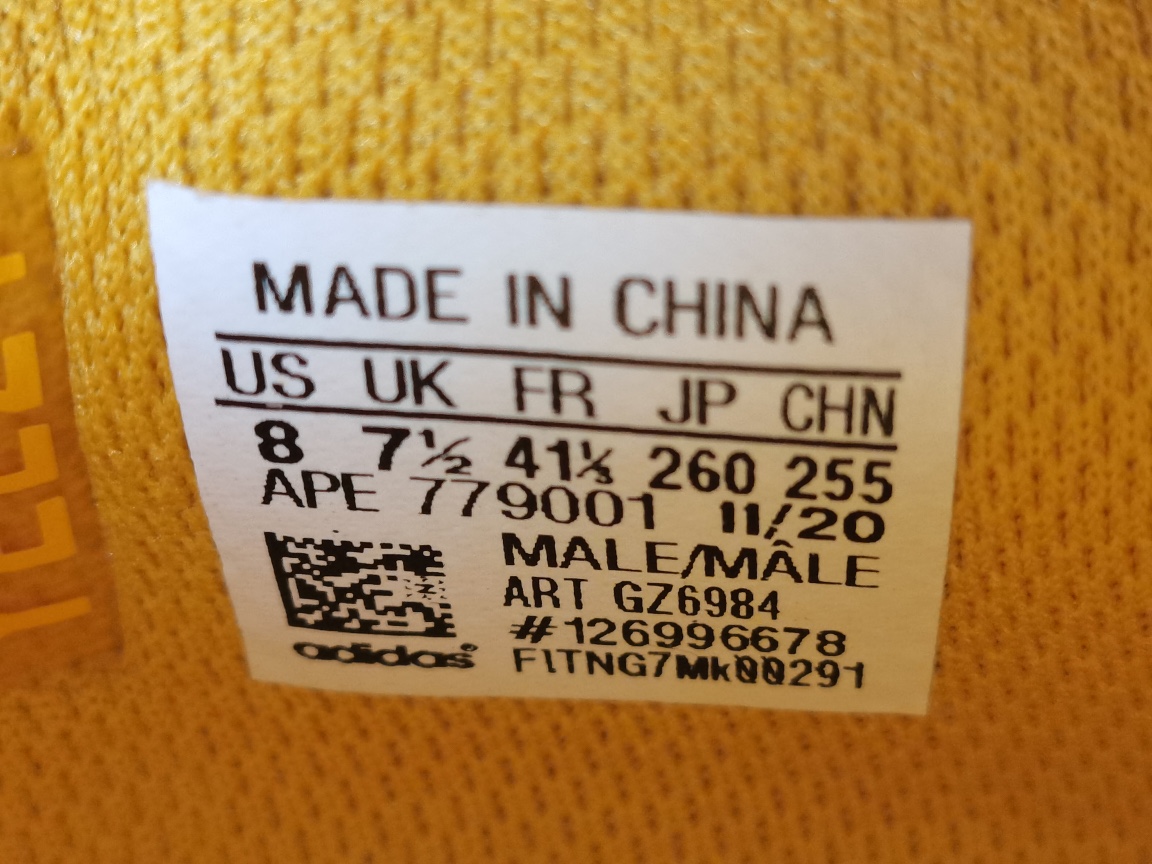 MADE IN CHINA
US UK FR JP CHN
8 7½ 41⅓ 260 255
APE 779001 11/20
MALE/MÂLE
ART GZ6984
#126996678
adidas
FITNG7Mk00291